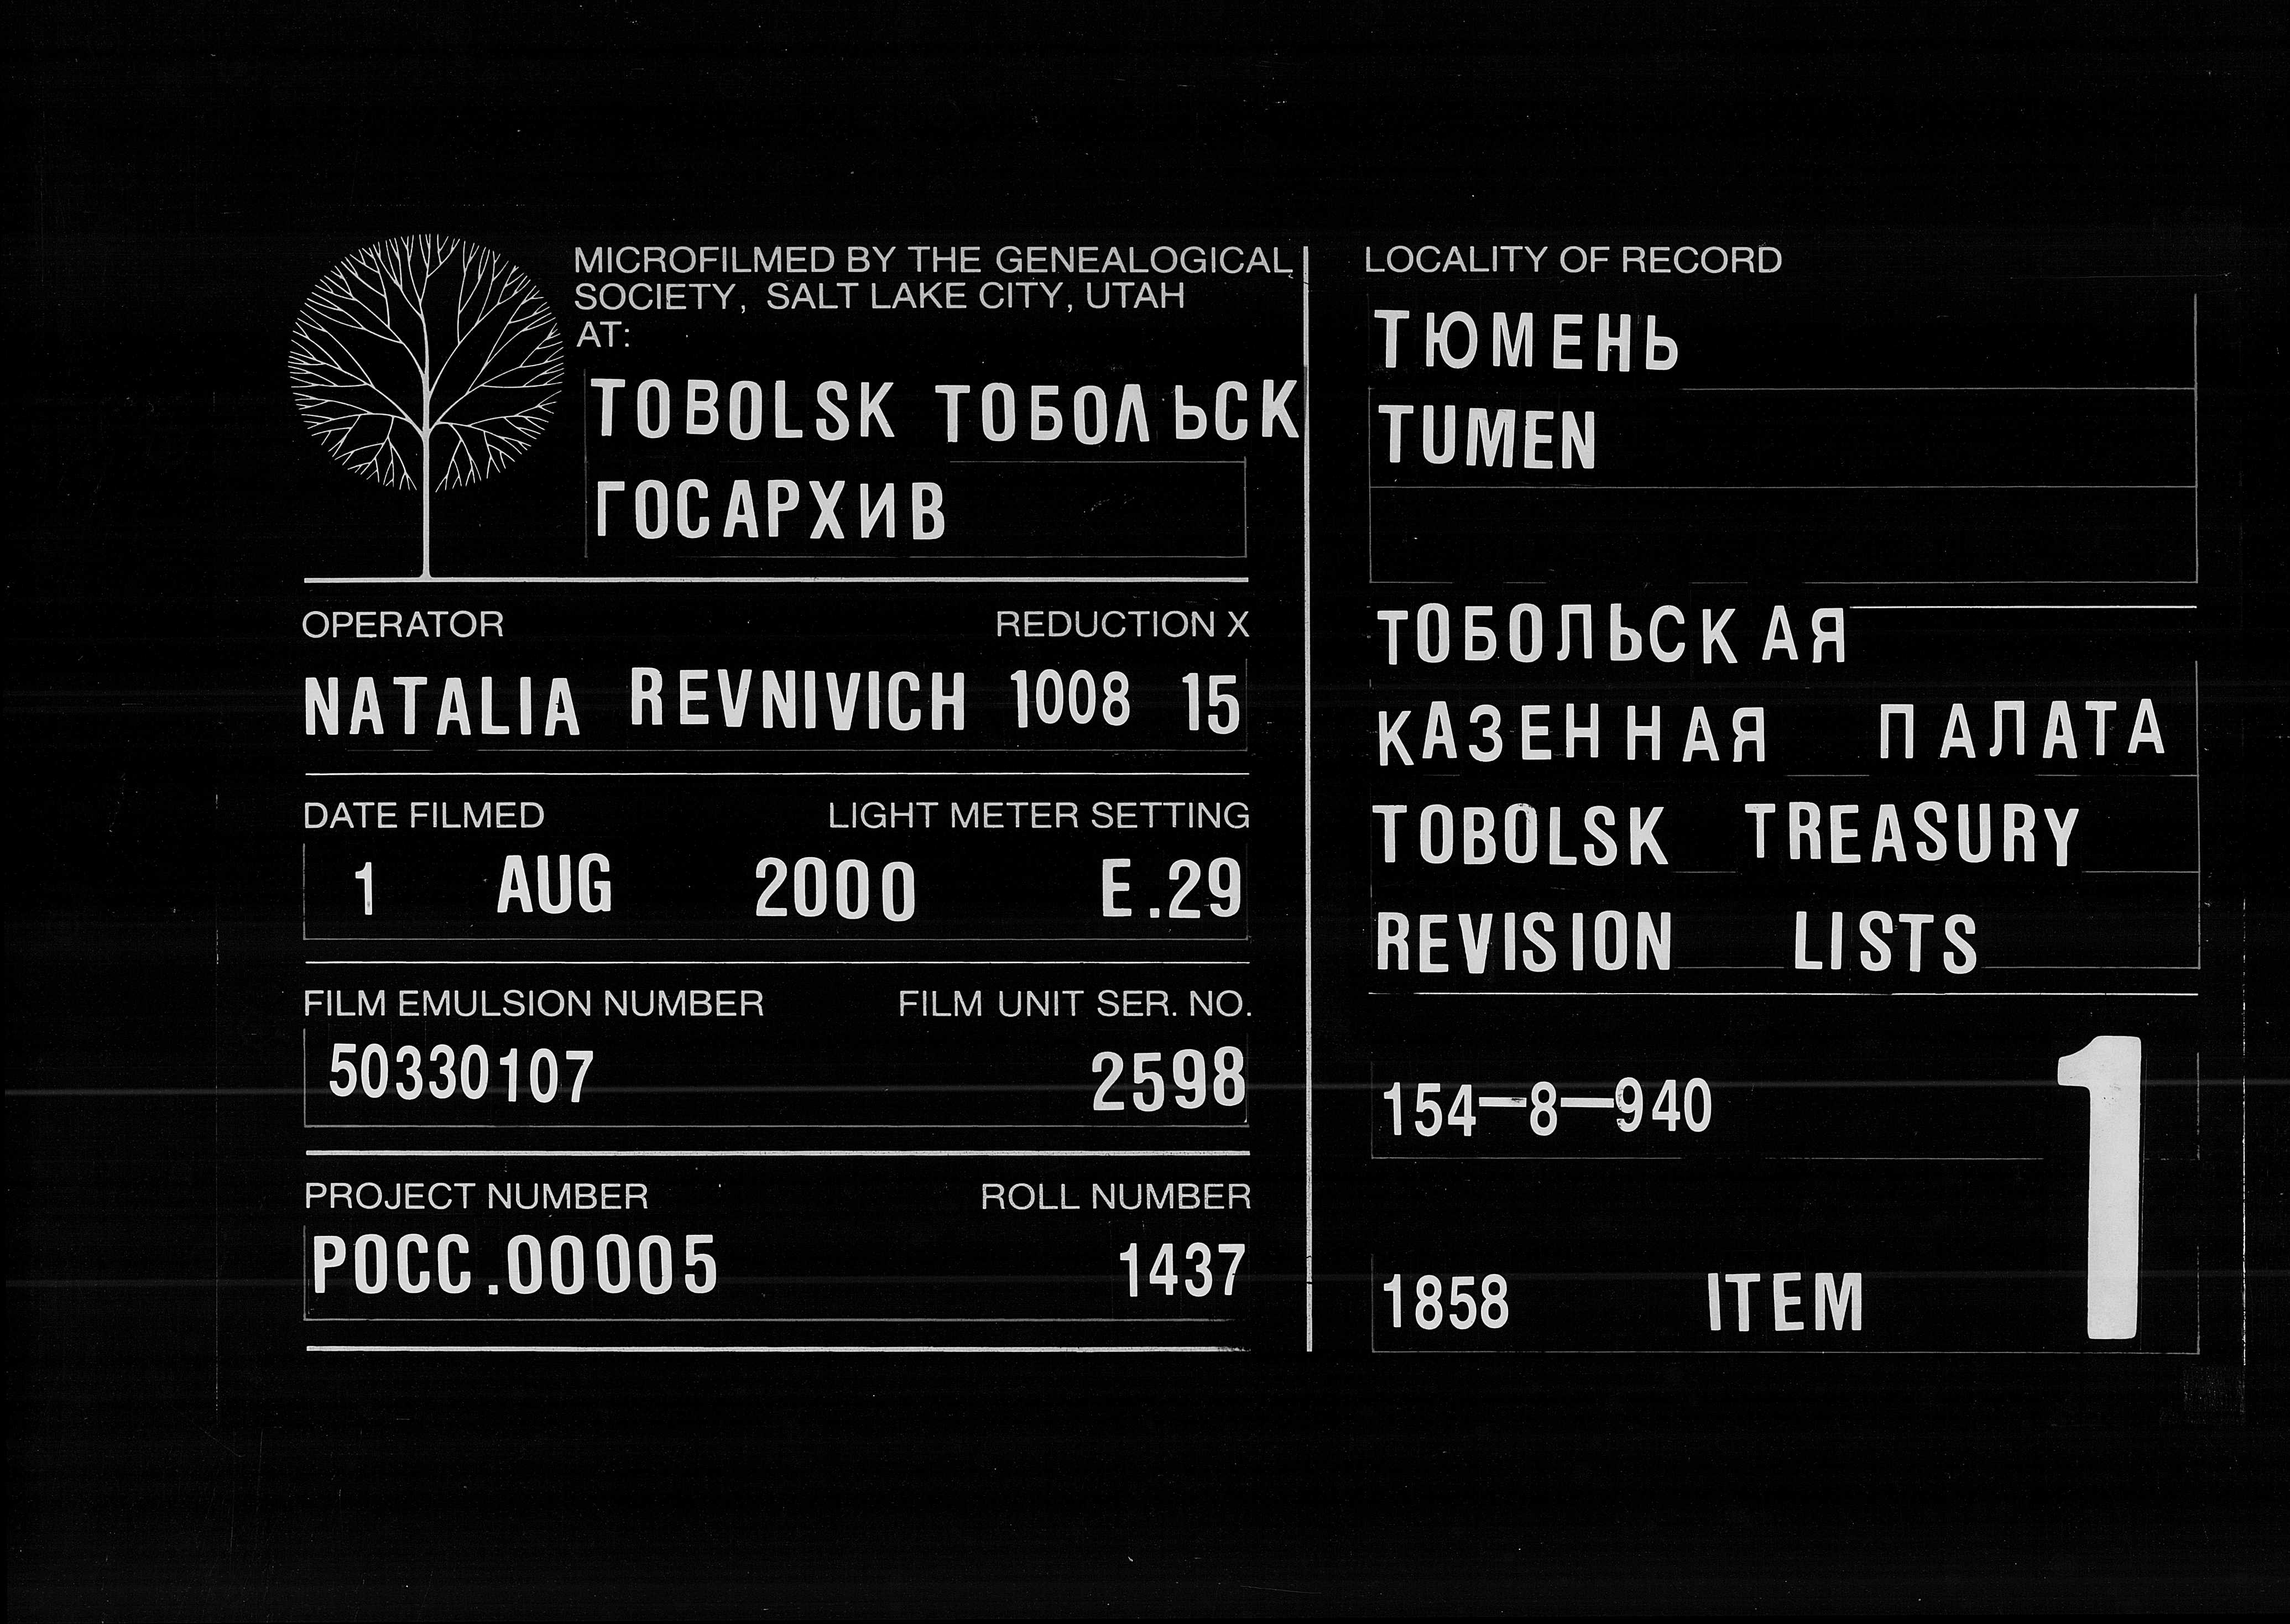 MICROFILMED BY THE GENEALOGICAL
SOCIETY, SALT LAKE CITY, UTAH
AT:
TOBOLSK ТОБОЛЬСК
ГОСАРХИВ
OPERATOR REDUCTION X
NATALIA REVNIVICH 1008 15
DATE FILMED LIGHT METER SETTING
1 AUG 2000 E.29
FILM EMULSION NUMBER FILM UNIT SER. NO.
50330107 2598
PROJECT NUMBER ROLL NUMBER
РОСС.00005 1437
LOCALITY OF RECORD
ТЮМЕНЬ
TUMEN
ТОБОЛЬСКАЯ
КАЗЕННАЯ ПАЛАТА
TOBOLSK TREASURY
REVISION LISTS
154—8—940
1858 ITEM 1